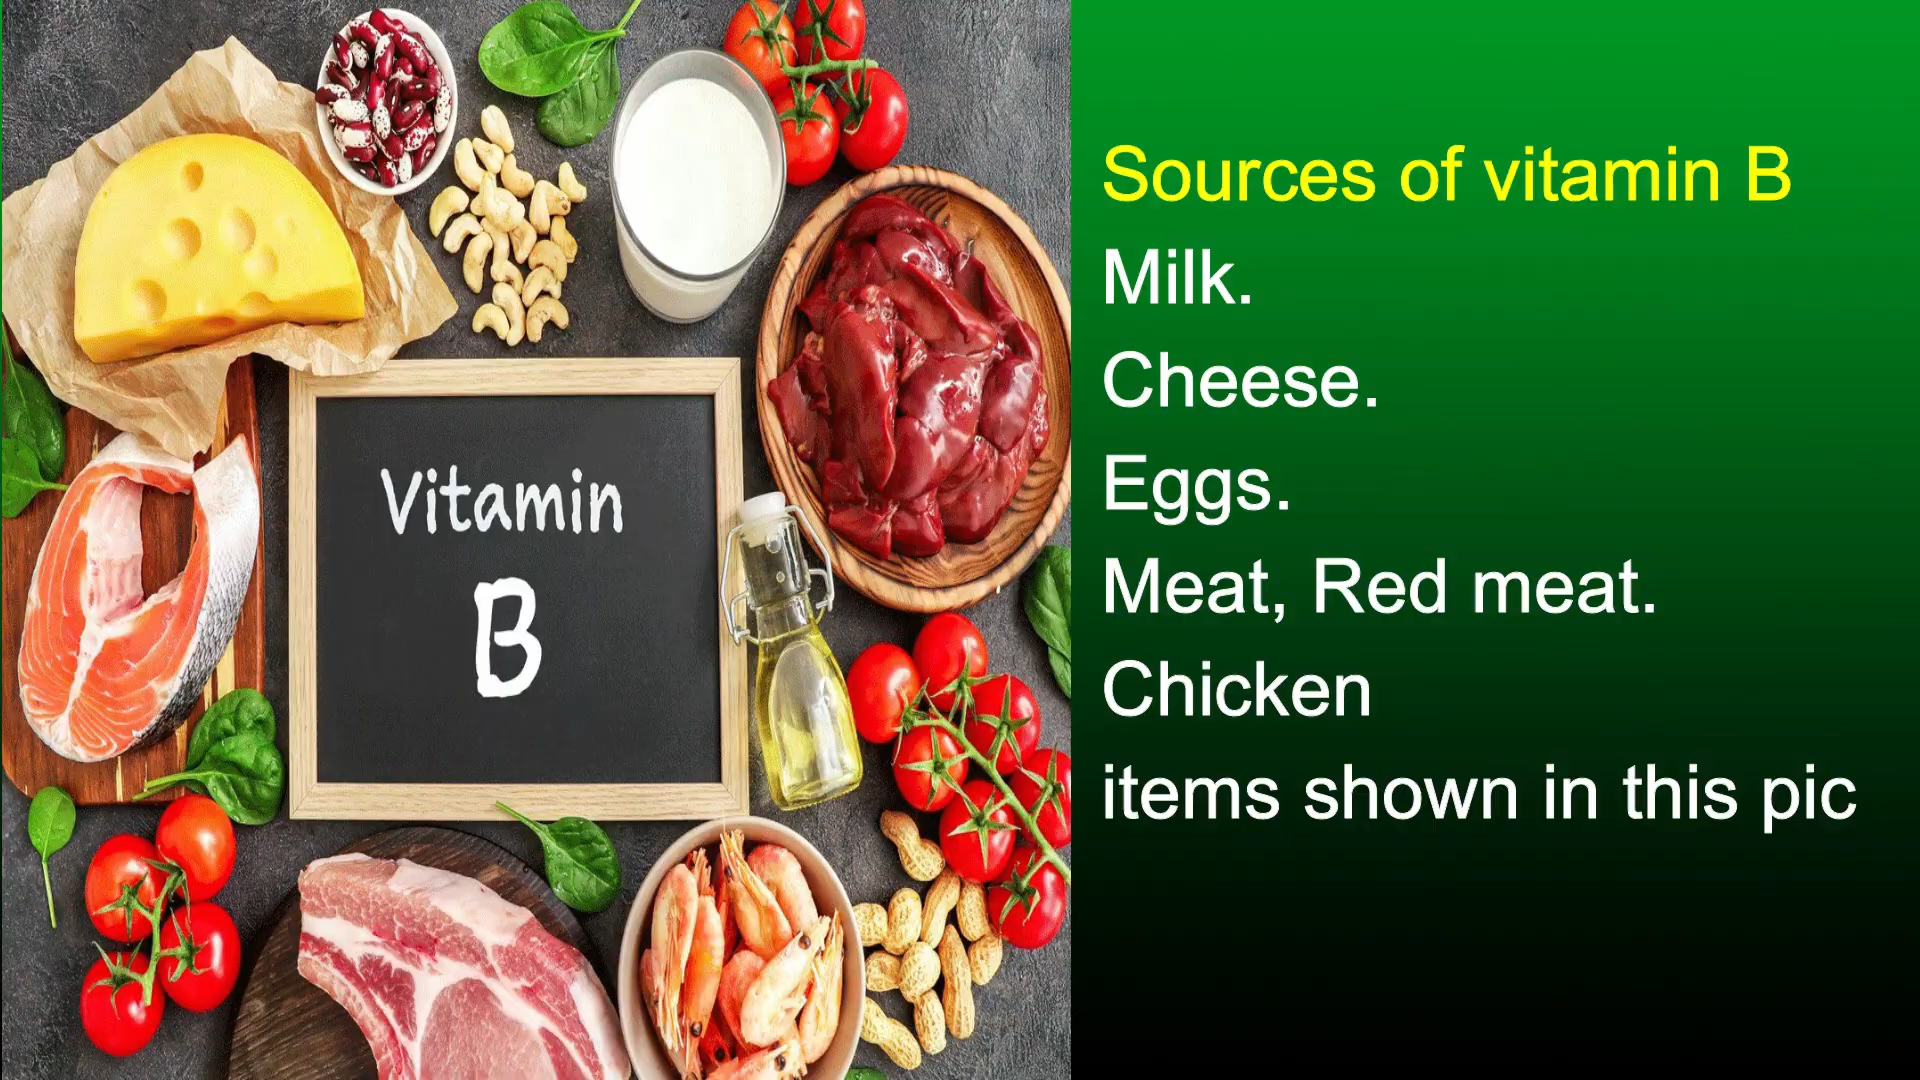 Vitamin
B
Sources of vitamin B
Milk.
Cheese.
Eggs.
Meat, Red meat.
Chicken
items shown in this pic